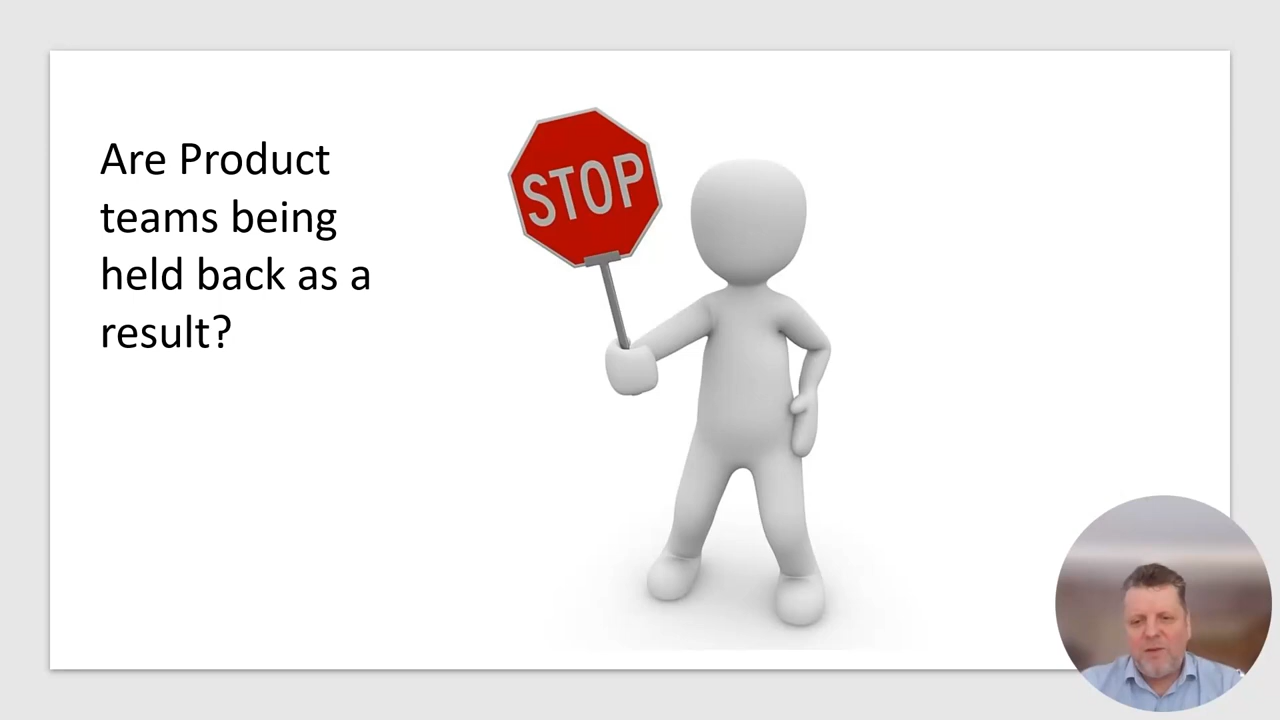 Are Product
teams being
held back as a
result?
STOP